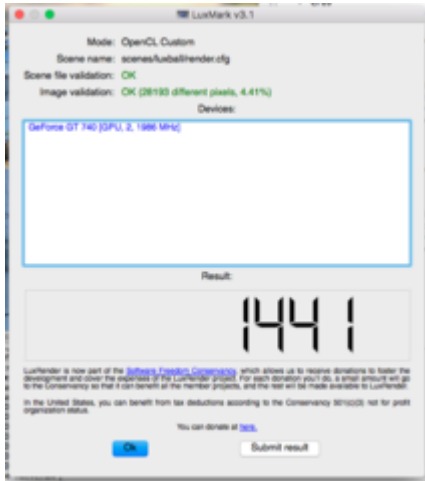 LuxMark v3.1
Mode: OpenCL Custom
Scene name: scenes/luxball/render.cfg
Scene file validation: OK
Image validation: OK (28193 different pixels, 4.41%)
Devices:
GeForce GT 740 [GPU, 2, 1986 MHz]
Result:
1441
LuxRender is now part of the Software Freedom Conservancy, which allows us to receive donations to foster the
development and cover the expenses of the LuxRender project. For each donation you'll do, a small amount will go
to the Conservancy so that it can benefit all the member projects, and the rest will be made available to LuxRender.
In the United States, you can benefit from tax deductions according to the Conservancy 501(c)(3) not for profit
organization status.
You can donate at here.
Ok
Submit result